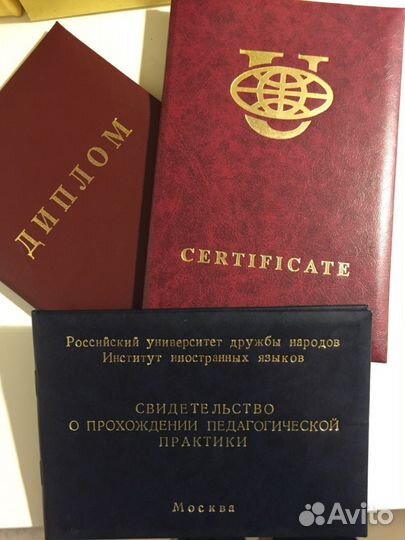 ДИПЛОМ
CERTIFICATE
Российский университет дружбы народов
Институт иностранных языков
СВИДЕТЕЛЬСТВО
О ПРОХОЖДЕНИИ ПЕДАГОГИЧЕСКОЙ
ПРАКТИКИ
Москва
Avito